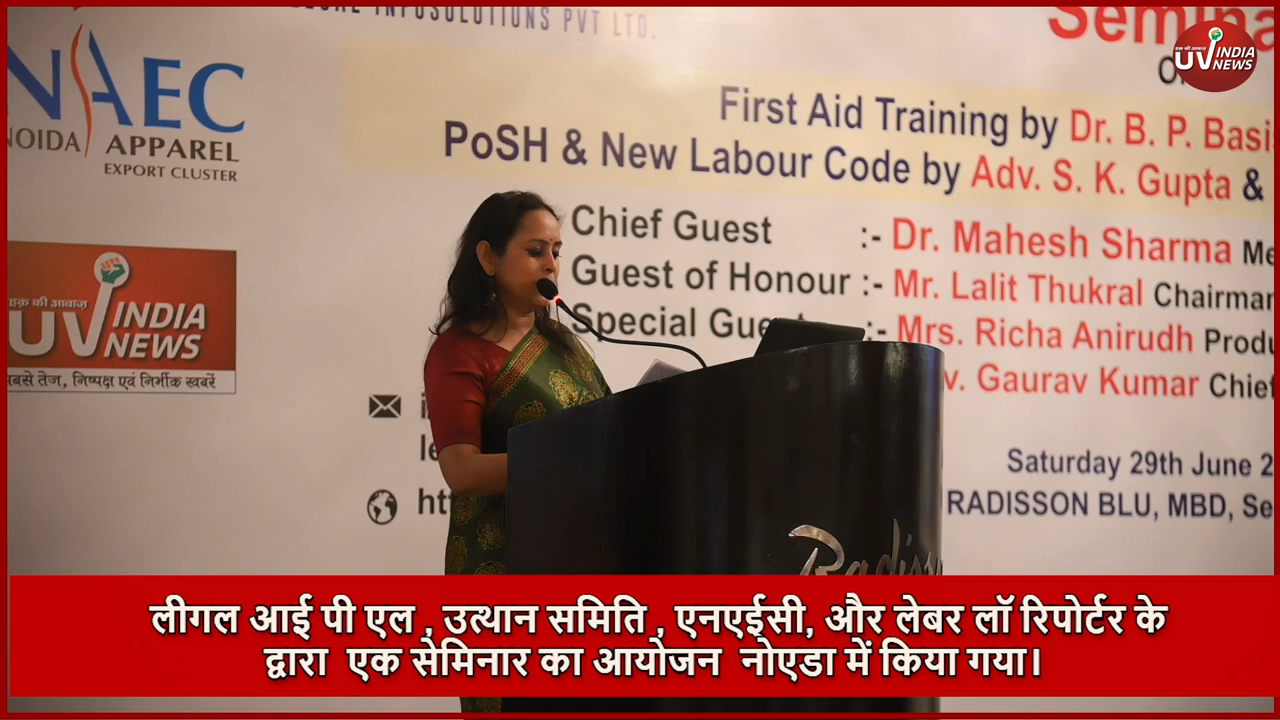 INFOSOLUTIONS PVT LTD.
Semina
हक की आवाज़
UV INDIA
NEWS
NAEC
NOIDA APPAREL
EXPORT CLUSTER
First Aid Training by Dr. B. P. Basi
PoSH & New Labour Code by Adv. S. K. Gupta &
Chief Guest :- Dr. Mahesh Sharma Me
Guest of Honour :- Mr. Lalit Thukral Chairman
Special Gue :- Mrs. Richa Anirudh Produ
v. Gaurav Kumar Chief
हक़ की आवाज़
UV INDIA
NEWS
सबसे तेज, निष्पक्ष एवं निर्भीक खबरें
Saturday 29th June 2
RADISSON BLU, MBD, Se
Radiss
लीगल आई पी एल , उत्थान समिति , एनएईसी, और लेबर लॉ रिपोर्टर के
द्वारा एक सेमिनार का आयोजन नोएडा में किया गया।